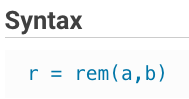 Syntax
r = rem(a,b)